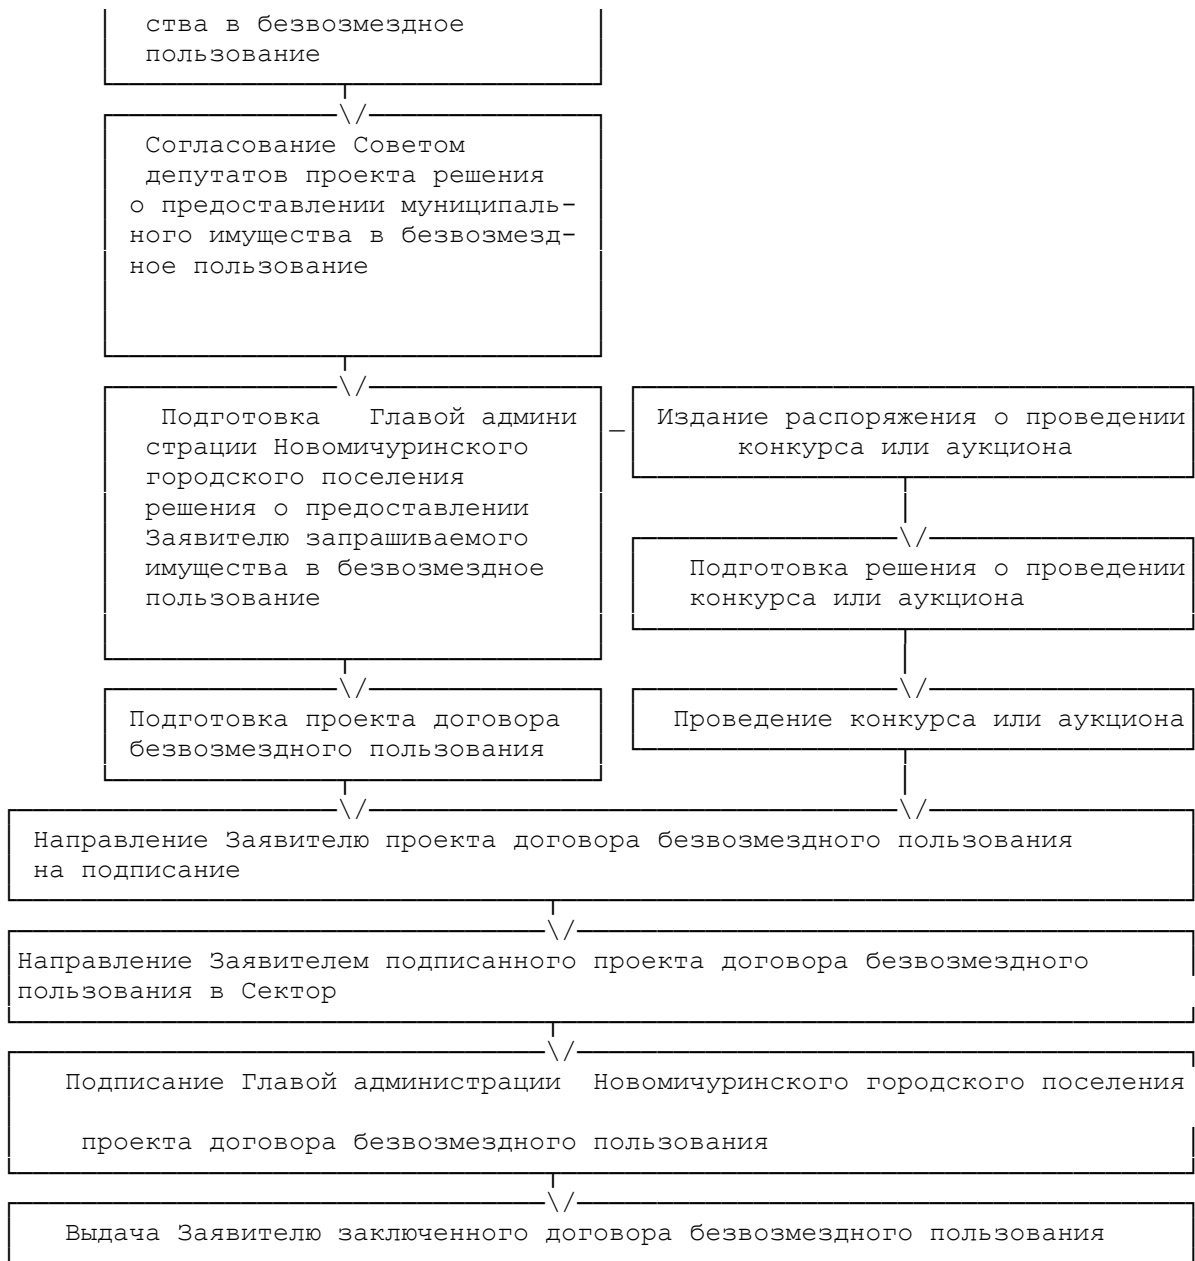 ства в безвозмездное
пользование
Согласование Советом
депутатов проекта решения
о предоставлении муниципаль-
ного имущества в безвозмезд-
ное пользование
Подготовка Главой админи
страции Новомичуринского
городского поселения
решения о предоставлении
Заявителю запрашиваемого
имущества в безвозмездное
пользование
Издание распоряжения о проведении
конкурса или аукциона
Подготовка решения о проведении
конкурса или аукциона
Подготовка проекта договора
безвозмездного пользования
Проведение конкурса или аукциона
Направление Заявителю проекта договора безвозмездного пользования
на подписание
Направление Заявителем подписанного проекта договора безвозмездного
пользования в Сектор
Подписание Главой администрации Новомичуринского городского поселения
проекта договора безвозмездного пользования
Выдача Заявителю заключенного договора безвозмездного пользования